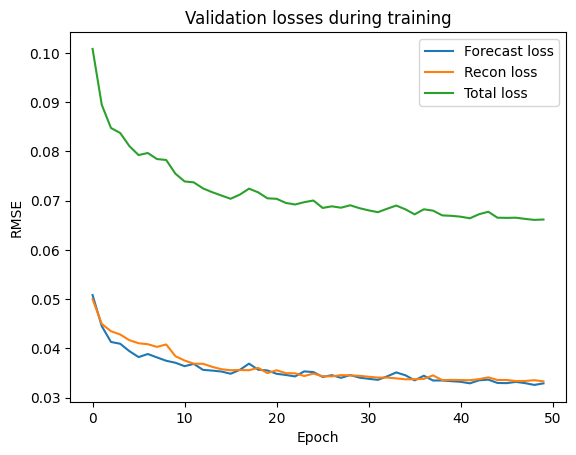 Validation losses during training
0.10
0.09
0.08
0.07
0.06
0.05
0.04
0.03
RMSE
Forecast loss
Recon loss
Total loss
0
10
20
30
40
50
Epoch